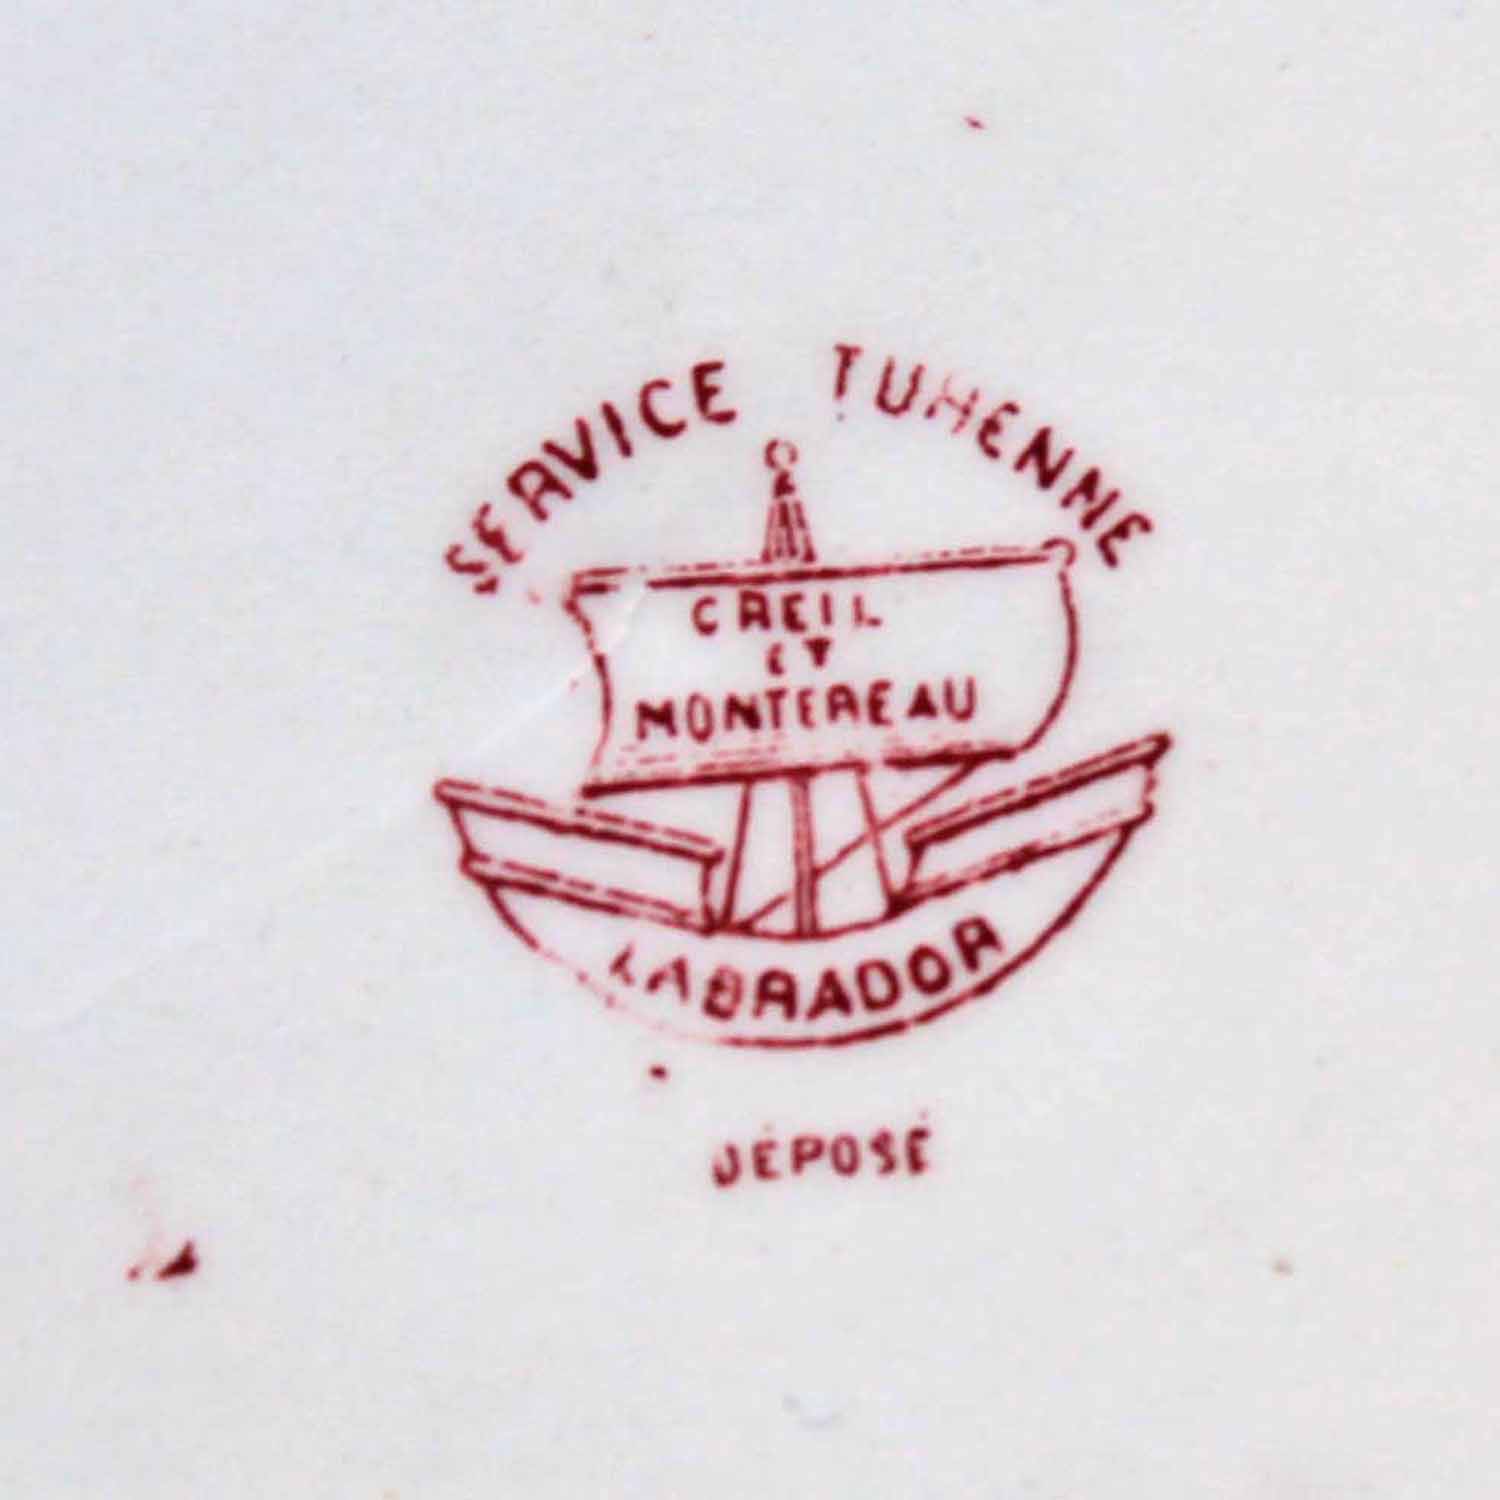 SERVICE TURENNE
CREIL
ET
MONTEREAU
LABRADOR
DÉPOSÉ